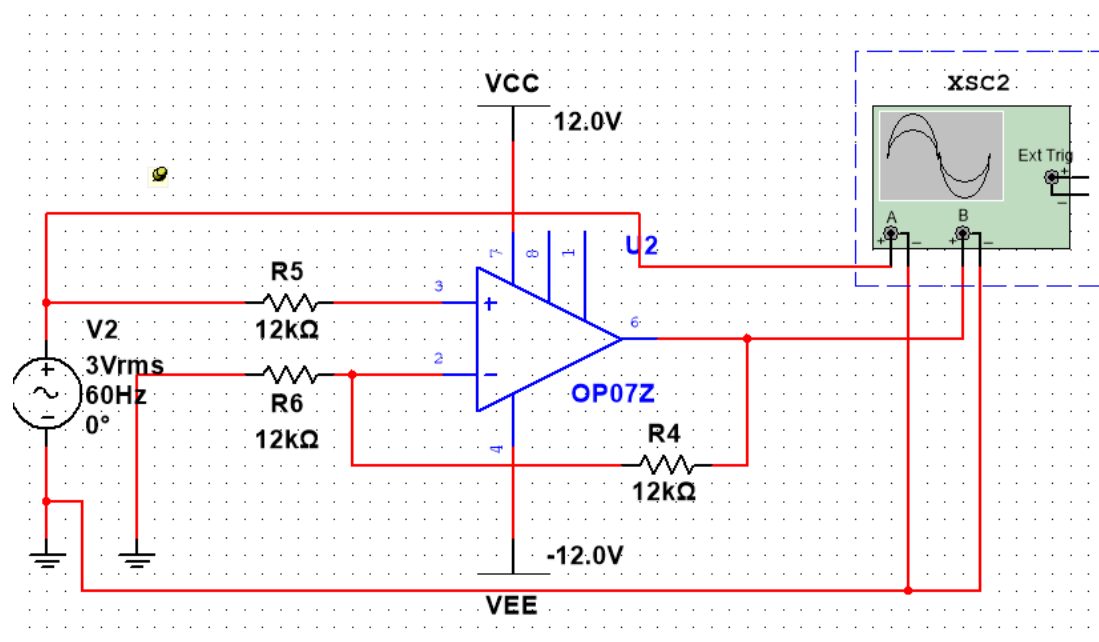 VCC
12.0V
XSC2
Ext Trig
+
−
A
B
+
−
+
−
U2
7
8
1
R5
12kΩ
3
+
6
V2
3Vrms
60Hz
0°
+
−
R6
12kΩ
2
−
OP07Z
4
R4
12kΩ
-12.0V
VEE